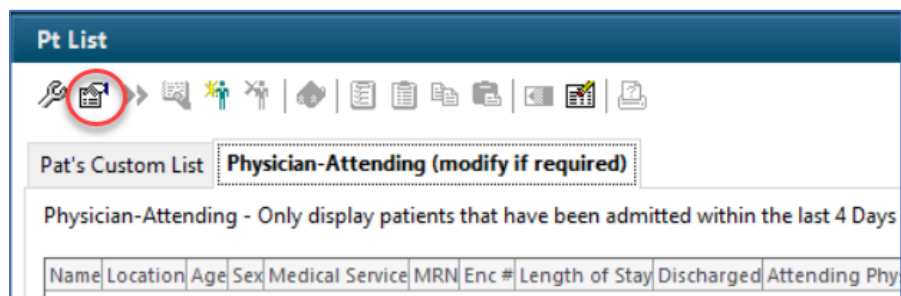 Pt List
Pat's Custom List Physician-Attending (modify if required)
Physician-Attending - Only display patients that have been admitted within the last 4 Days
Name Location Age Sex Medical Service MRN Enc # Length of Stay Discharged Attending